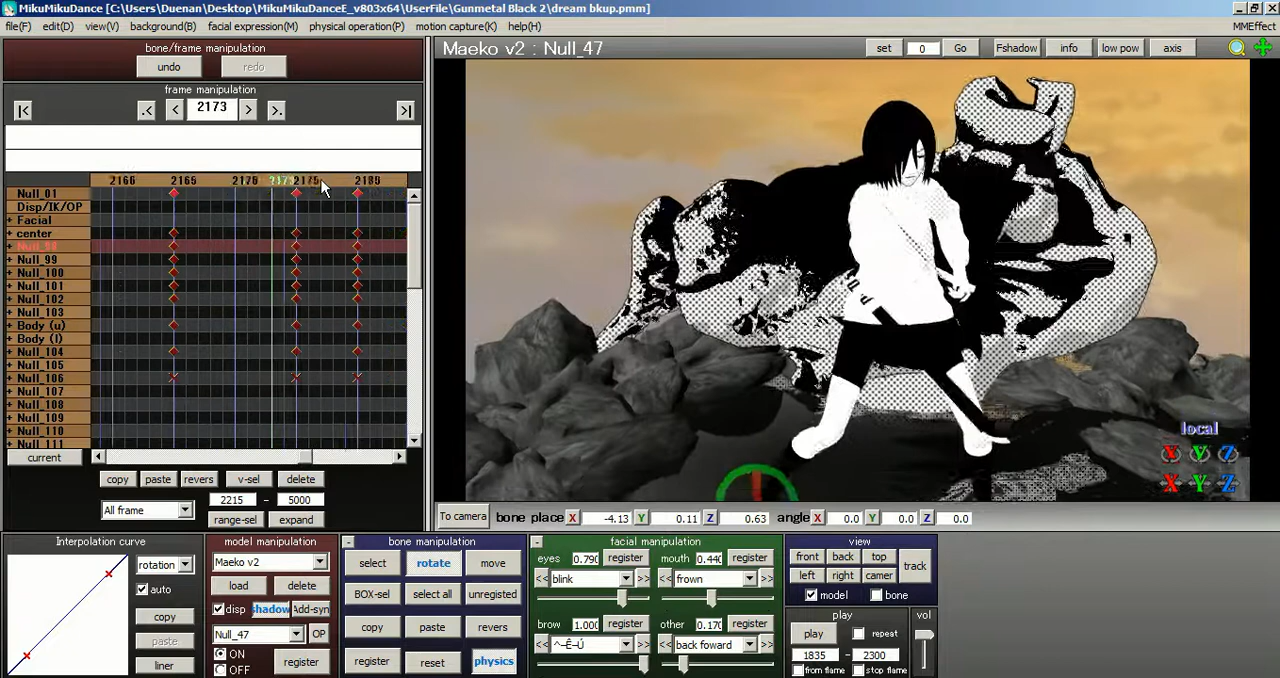 MikuMikuDance [C:\Users\Duenan\Desktop\MikuMikuDanceE_v803x64\UserFile\Gunmetal Black 2\dream bkup.pmm]
file(F) edit(D) view(V) background(B) facial expression(M) physical operation(P) motion capture(K) help(H) MMEffect
bone/frame manipulation
undo redo
frame manipulation
|< .< < 2173 > >. >|
Maeko v2 : Null_47 set 0 Go Fshadow info low pow axis
2165 2175
Null_01
Disp/IK/OP
+ Facial
+ center
+ Null_98
+ Null_99
+ Null_100
+ Null_101
+ Null_102
+ Null_103
+ Body (u)
+ Body (l)
+ Null_104
+ Null_105
+ Null_106
+ Null_107
+ Null_108
+ Null_109
+ Null_110
+ Null_111
current
copy paste revers v-sel delete
All frame 2215 - 5000
range-sel expand
local
X Y Z
X Y Z
To camera bone place X -4.13 Y 0.11 Z 0.63 angle X 0.0 Y 0.0 Z 0.0
Interpolation curve
rotation
auto
copy
paste
liner
model manipulation
Maeko v2
load delete
disp shadow Add-syn
Null_47 OP
ON
OFF
register
- bone manipulation
select rotate move
BOX-sel select all unregisted
copy paste revers
register reset physics
- facial manipulation
eyes 0.790 register mouth 0.440 register
<< blink >> << frown >>
brow 1.000 register other 0.170 register
<< ^-Ê-Ú >> << back foward >>
view
front back top
left right camer
track
model bone
play
play repeat
1835 - 2300
from flame stop flame
vol